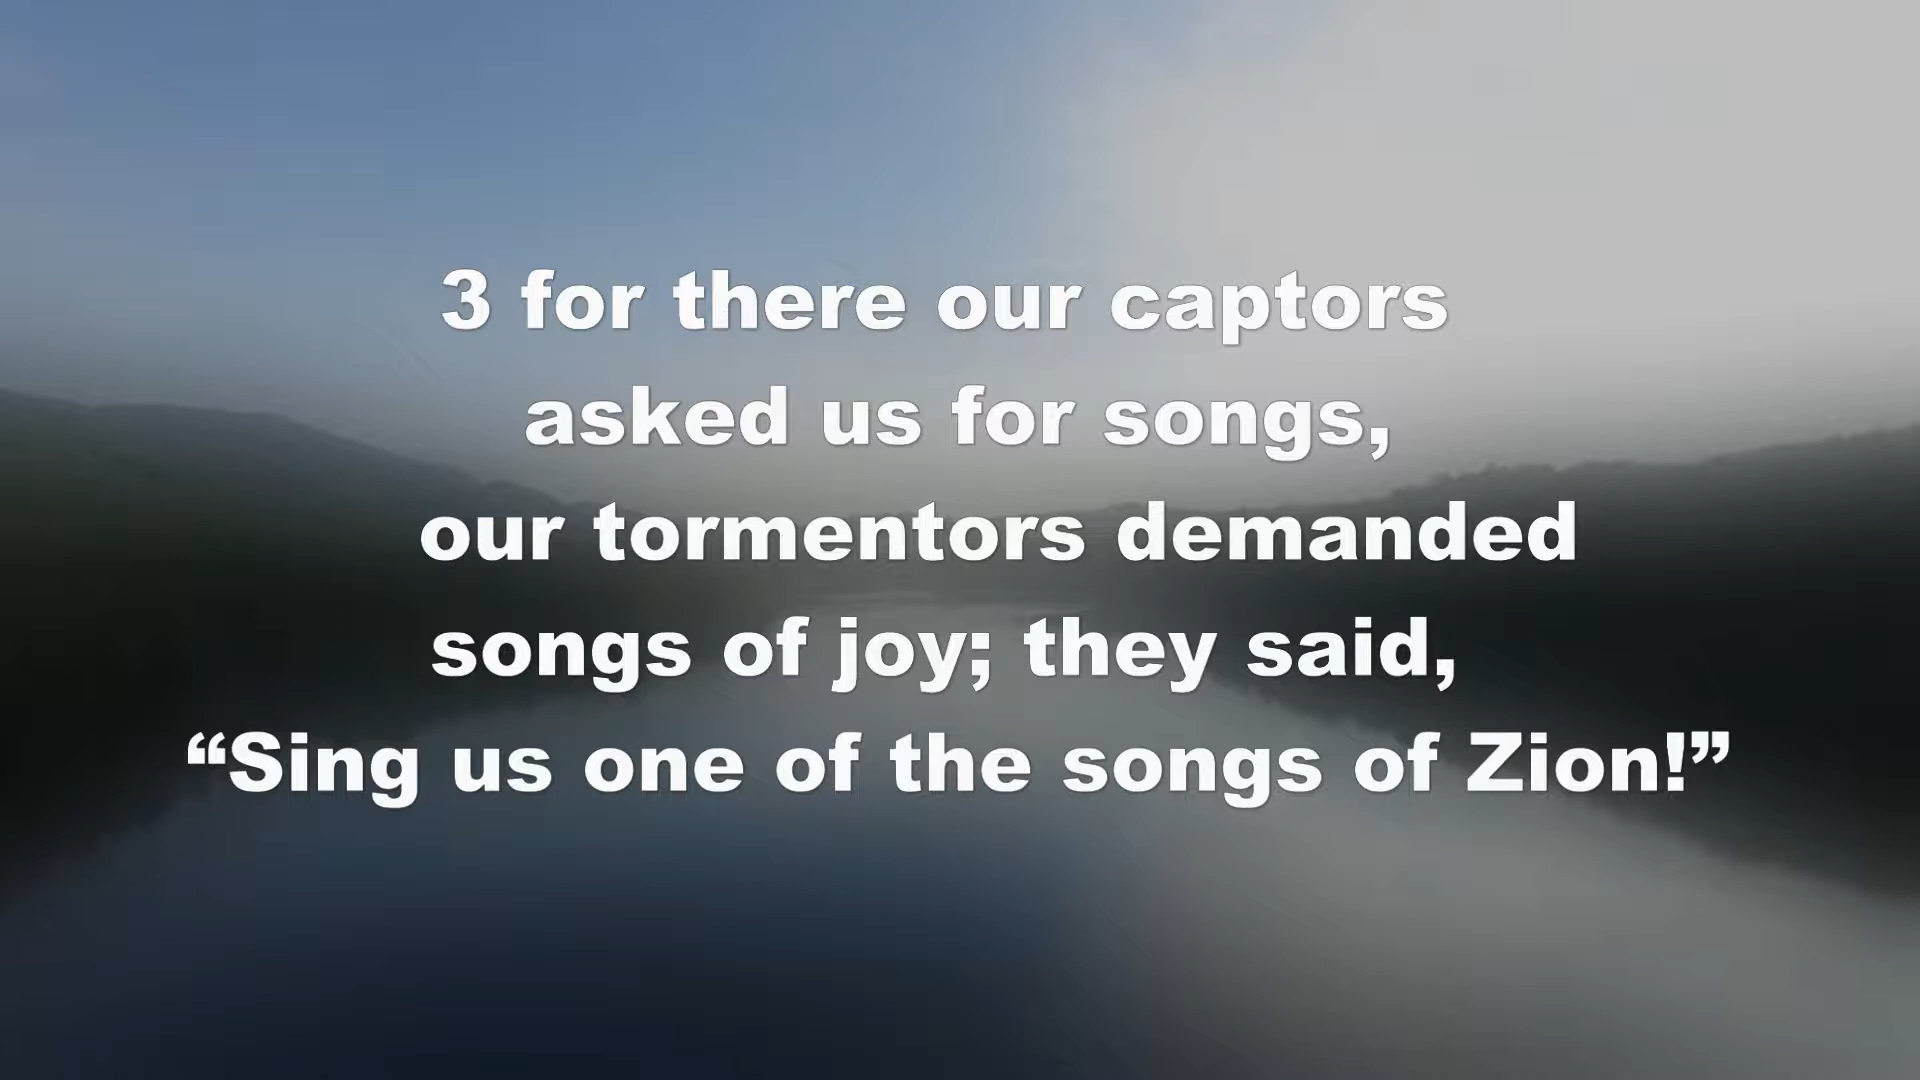 3 for there our captors
asked us for songs,
our tormentors demanded
songs of joy; they said,
“Sing us one of the songs of Zion!”